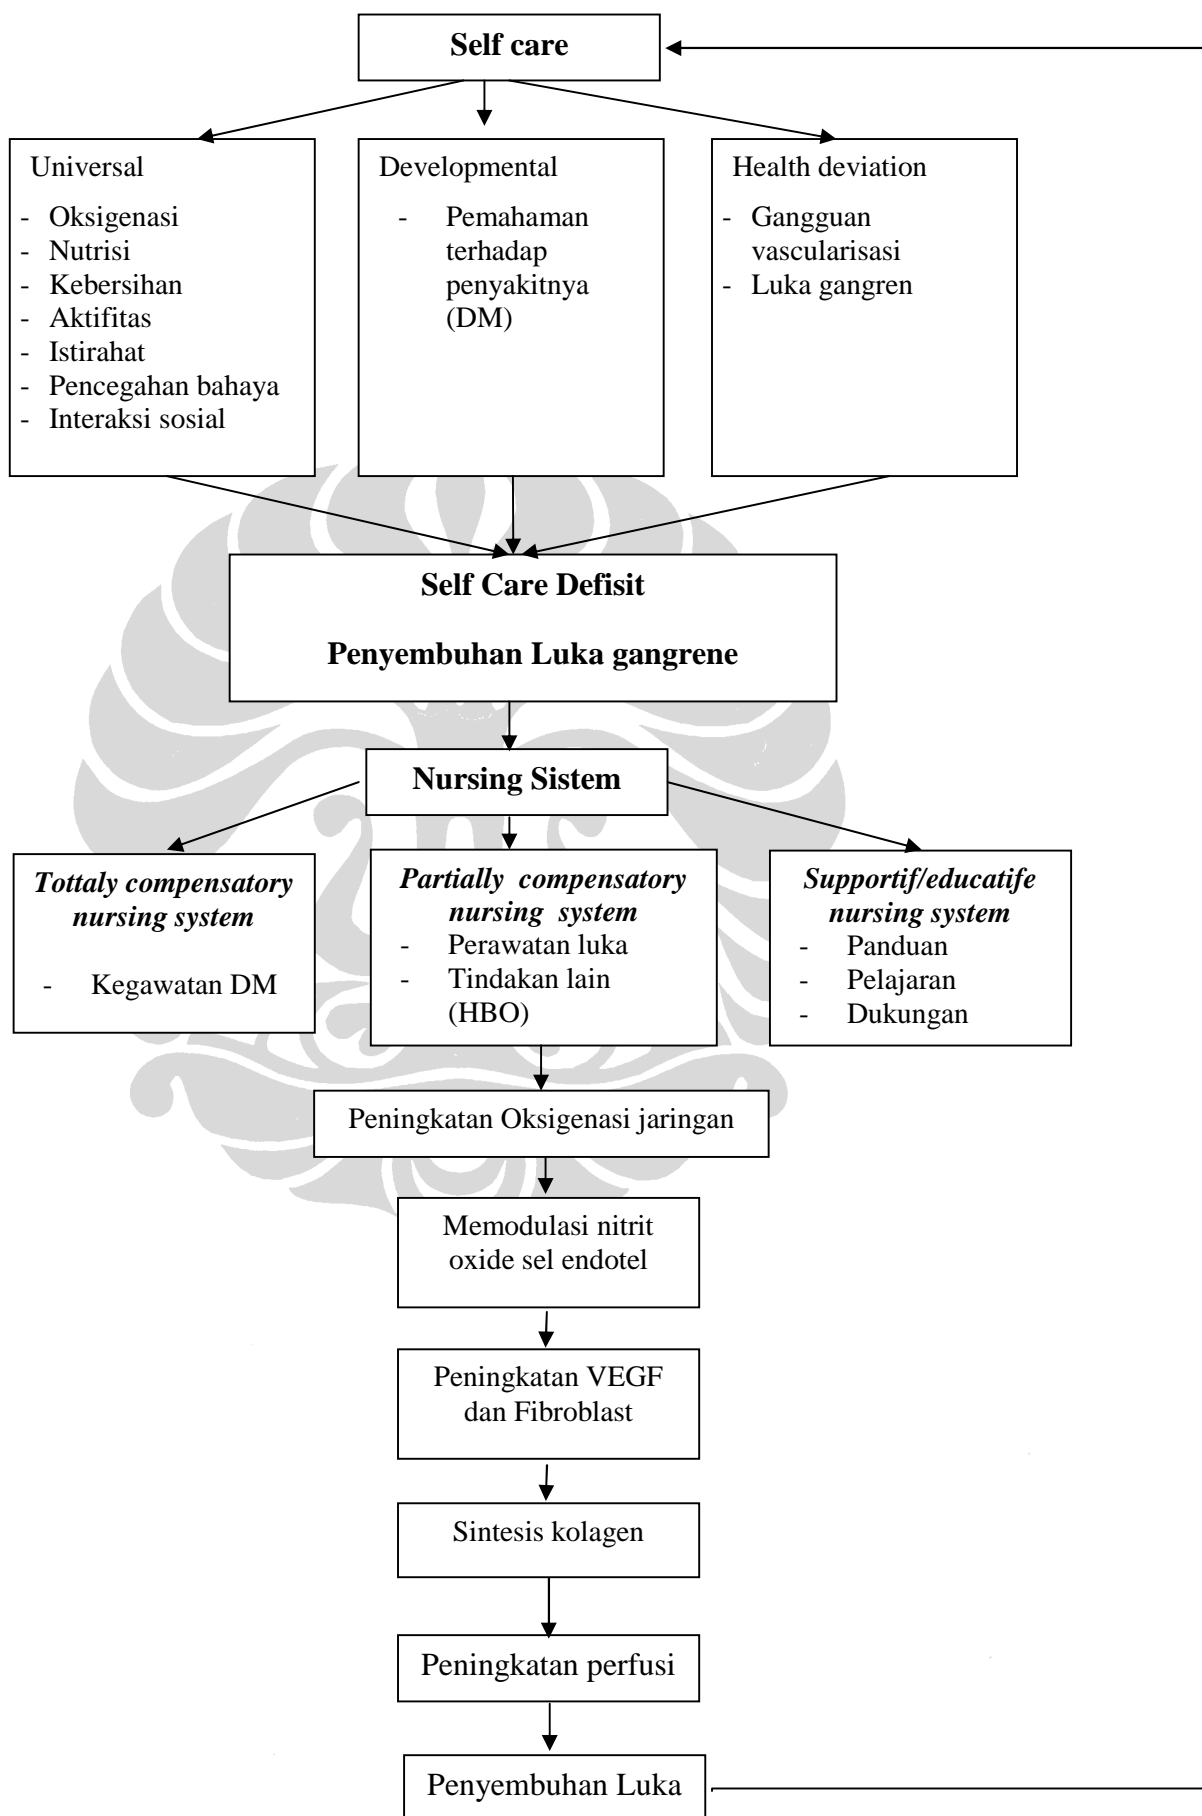 Self care
Universal
- Oksigenasi
- Nutrisi
- Kebersihan
- Aktifitas
- Istirahat
- Pencegahan bahaya
- Interaksi sosial
Developmental
- Pemahaman
terhadap
penyakitnya
(DM)
Health deviation
- Gangguan
vascularisasi
- Luka gangren
Self Care Defisit
Penyembuhan Luka gangrene
Nursing Sistem
Tottaly compensatory
nursing system
- Kegawatan DM
Partially compensatory
nursing system
- Perawatan luka
- Tindakan lain
(HBO)
Supportif/educatife
nursing system
- Panduan
- Pelajaran
- Dukungan
Peningkatan Oksigenasi jaringan
Memodulasi nitrit
oxide sel endotel
Peningkatan VEGF
dan Fibroblast
Sintesis kolagen
Peningkatan perfusi
Penyembuhan Luka